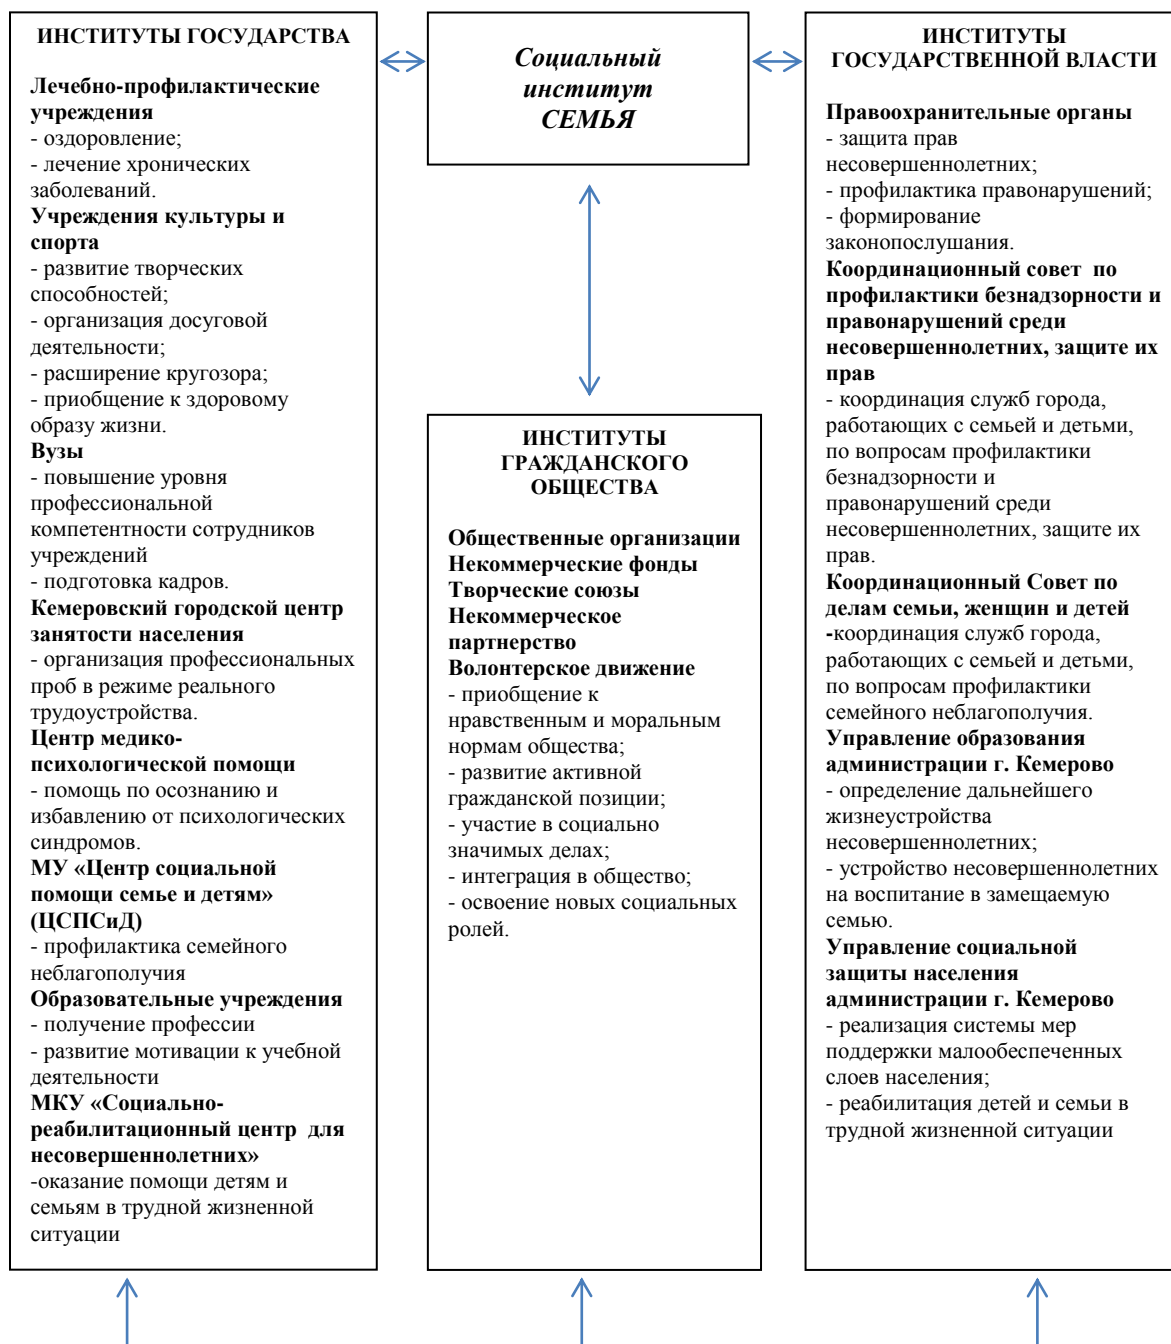 ИНСТИТУТЫ ГОСУДАРСТВА
Лечебно-профилактические
учреждения
- оздоровление;
- лечение хронических
заболеваний.
Учреждения культуры и
спорта
- развитие творческих
способностей;
- организация досуговой
деятельности;
- расширение кругозора;
- приобщение к здоровому
образу жизни.
Вузы
- повышение уровня
профессиональной
компетентности сотрудников
учреждений
- подготовка кадров.
Кемеровский городской центр
занятости населения
- организация профессиональных
проб в режиме реального
трудоустройства.
Центр медико-
психологической помощи
- помощь по осознанию и
избавлению от психологических
синдромов.
МУ «Центр социальной
помощи семье и детям»
(ЦСПСиД)
- профилактика семейного
неблагополучия
Образовательные учреждения
- получение профессии
- развитие мотивации к учебной
деятельности
МКУ «Социально-
реабилитационный центр для
несовершеннолетних»
-оказание помощи детям и
семьям в трудной жизненной
ситуации
Социальный
институт
СЕМЬЯ
ИНСТИТУТЫ
ГРАЖДАНСКОГО
ОБЩЕСТВА
Общественные организации
Некоммерческие фонды
Творческие союзы
Некоммерческое
партнерство
Волонтерское движение
- приобщение к
нравственным и моральным
нормам общества;
- развитие активной
гражданской позиции;
- участие в социально
значимых делах;
- интеграция в общество;
- освоение новых социальных
ролей.
ИНСТИТУТЫ
ГОСУДАРСТВЕННОЙ ВЛАСТИ
Правоохранительные органы
- защита прав
несовершеннолетних;
- профилактика правонарушений;
- формирование
законопослушания.
Координационный совет по
профилактики безнадзорности и
правонарушений среди
несовершеннолетних, защите их
прав
- координация служб города,
работающих с семьей и детьми,
по вопросам профилактики
безнадзорности и
правонарушений среди
несовершеннолетних, защите их
прав.
Координационный Совет по
делам семьи, женщин и детей
-координация служб города,
работающих с семьей и детьми,
по вопросам профилактики
семейного неблагополучия.
Управление образования
администрации г. Кемерово
- определение дальнейшего
жизнеустройства
несовершеннолетних;
- устройство несовершеннолетних
на воспитание в замещаемую
семью.
Управление социальной
защиты населения
администрации г. Кемерово
- реализация системы мер
поддержки малообеспеченных
слоев населения;
- реабилитация детей и семьи в
трудной жизненной ситуации